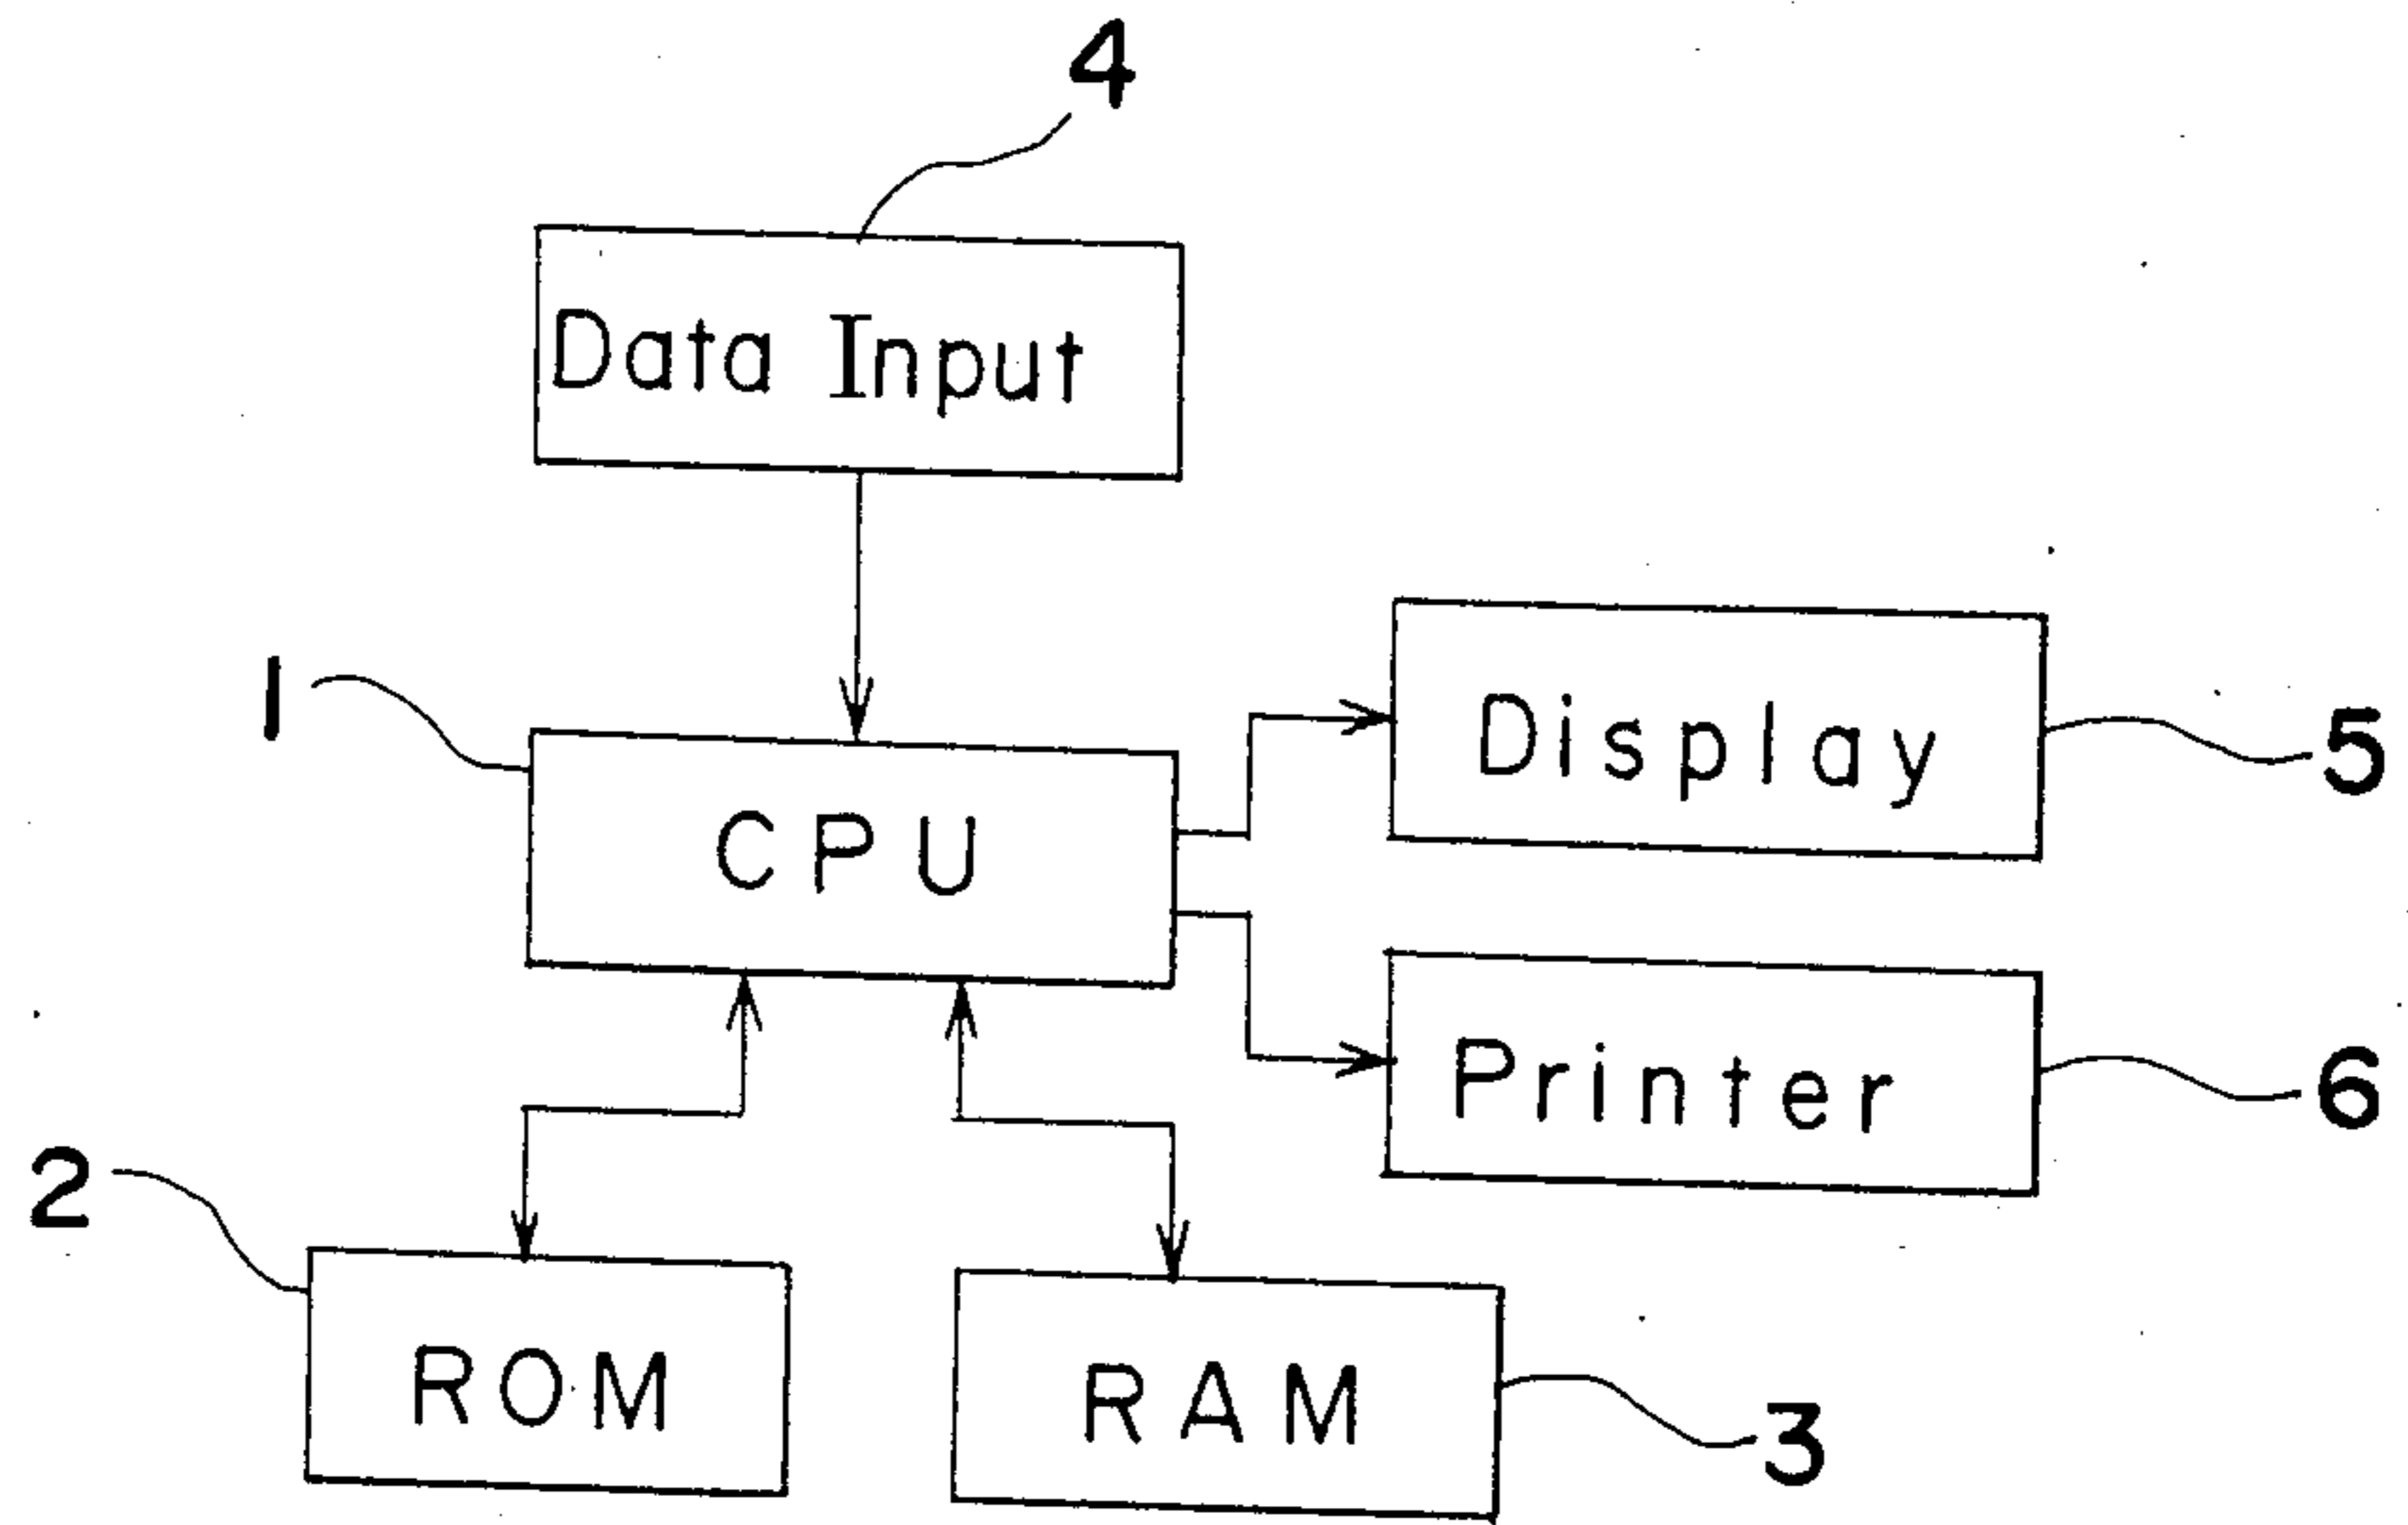 4
Data Input
1
CPU
Display
5
Printer
6
2
ROM
RAM
3